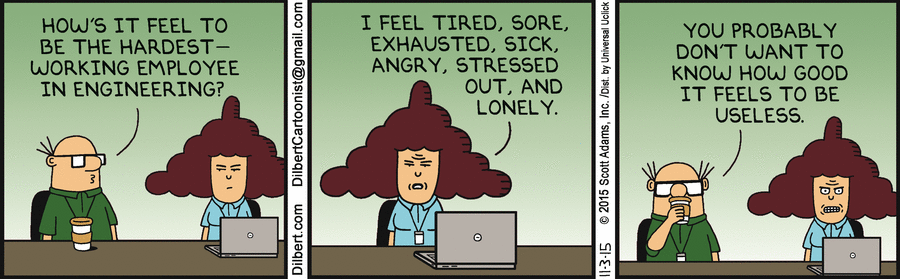 HOW'S IT FEEL TO
BE THE HARDEST-
WORKING EMPLOYEE
IN ENGINEERING?
Dilbert.com DilbertCartoonist@gmail.com
I FEEL TIRED, SORE,
EXHAUSTED, SICK,
ANGRY, STRESSED
OUT, AND
LONELY.
11-3-15 © 2015 Scott Adams, Inc. /Dist. by Universal Uclick
YOU PROBABLY
DON'T WANT TO
KNOW HOW GOOD
IT FEELS TO BE
USELESS.